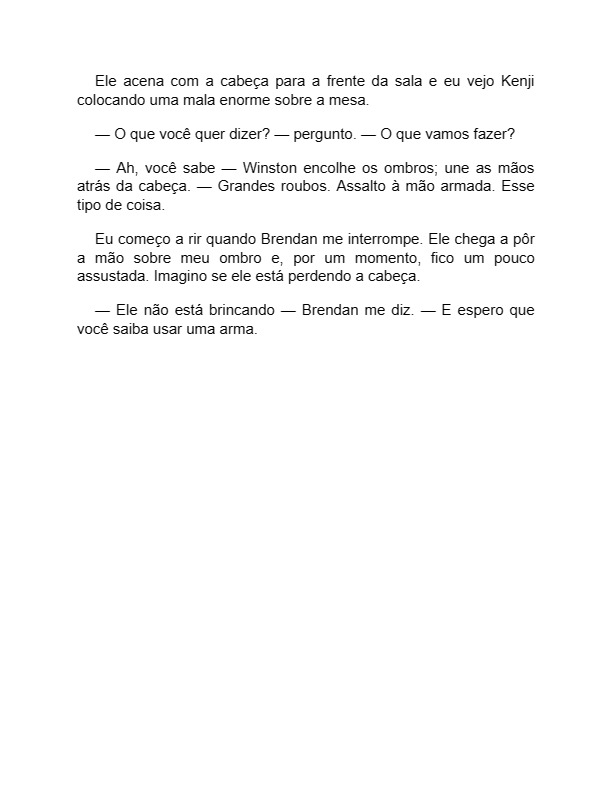 Ele acena com a cabeça para a frente da sala e eu vejo Kenji
colocando uma mala enorme sobre a mesa.
— O que você quer dizer? — pergunto. — O que vamos fazer?
— Ah, você sabe — Winston encolhe os ombros; une as mãos
atrás da cabeça. — Grandes roubos. Assalto à mão armada. Esse
tipo de coisa.
Eu começo a rir quando Brendan me interrompe. Ele chega a pôr
a mão sobre meu ombro e, por um momento, fico um pouco
assustada. Imagino se ele está perdendo a cabeça.
— Ele não está brincando — Brendan me diz. — E espero que
você saiba usar uma arma.